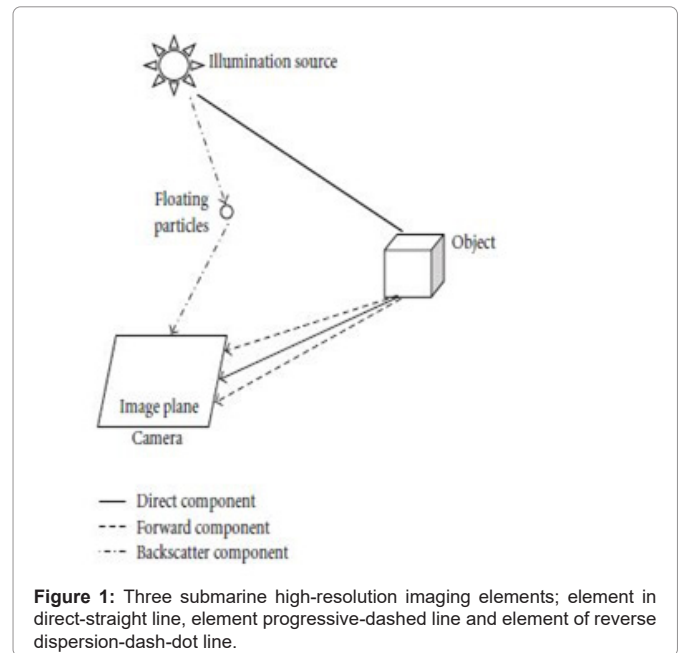 Illumination source
Floating
particles
Object
Image plane
Camera
Direct component
Forward component
Backscatter component
Figure 1: Three submarine high-resolution imaging elements; element in
direct-straight line, element progressive-dashed line and element of reverse
dispersion-dash-dot line.